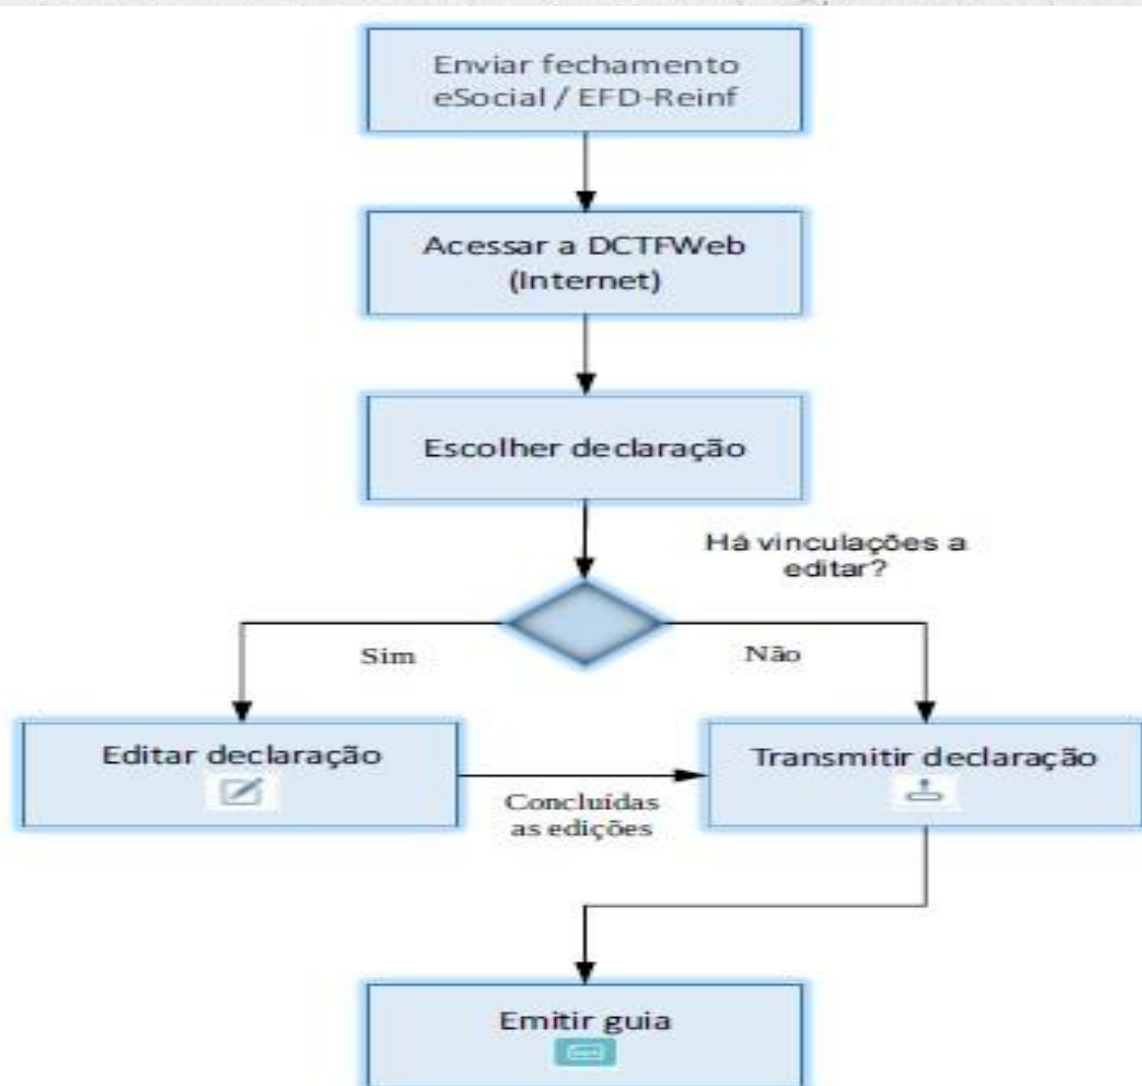 Enviar fechamento
eSocial / EFD-Reinf
Acessar a DCTFWeb
(Internet)
Escolher declaração
Há vinculações a
editar?
Sim
Não
Editar declaração
Transmitir declaração
Concluídas
as edições
Emitir guia